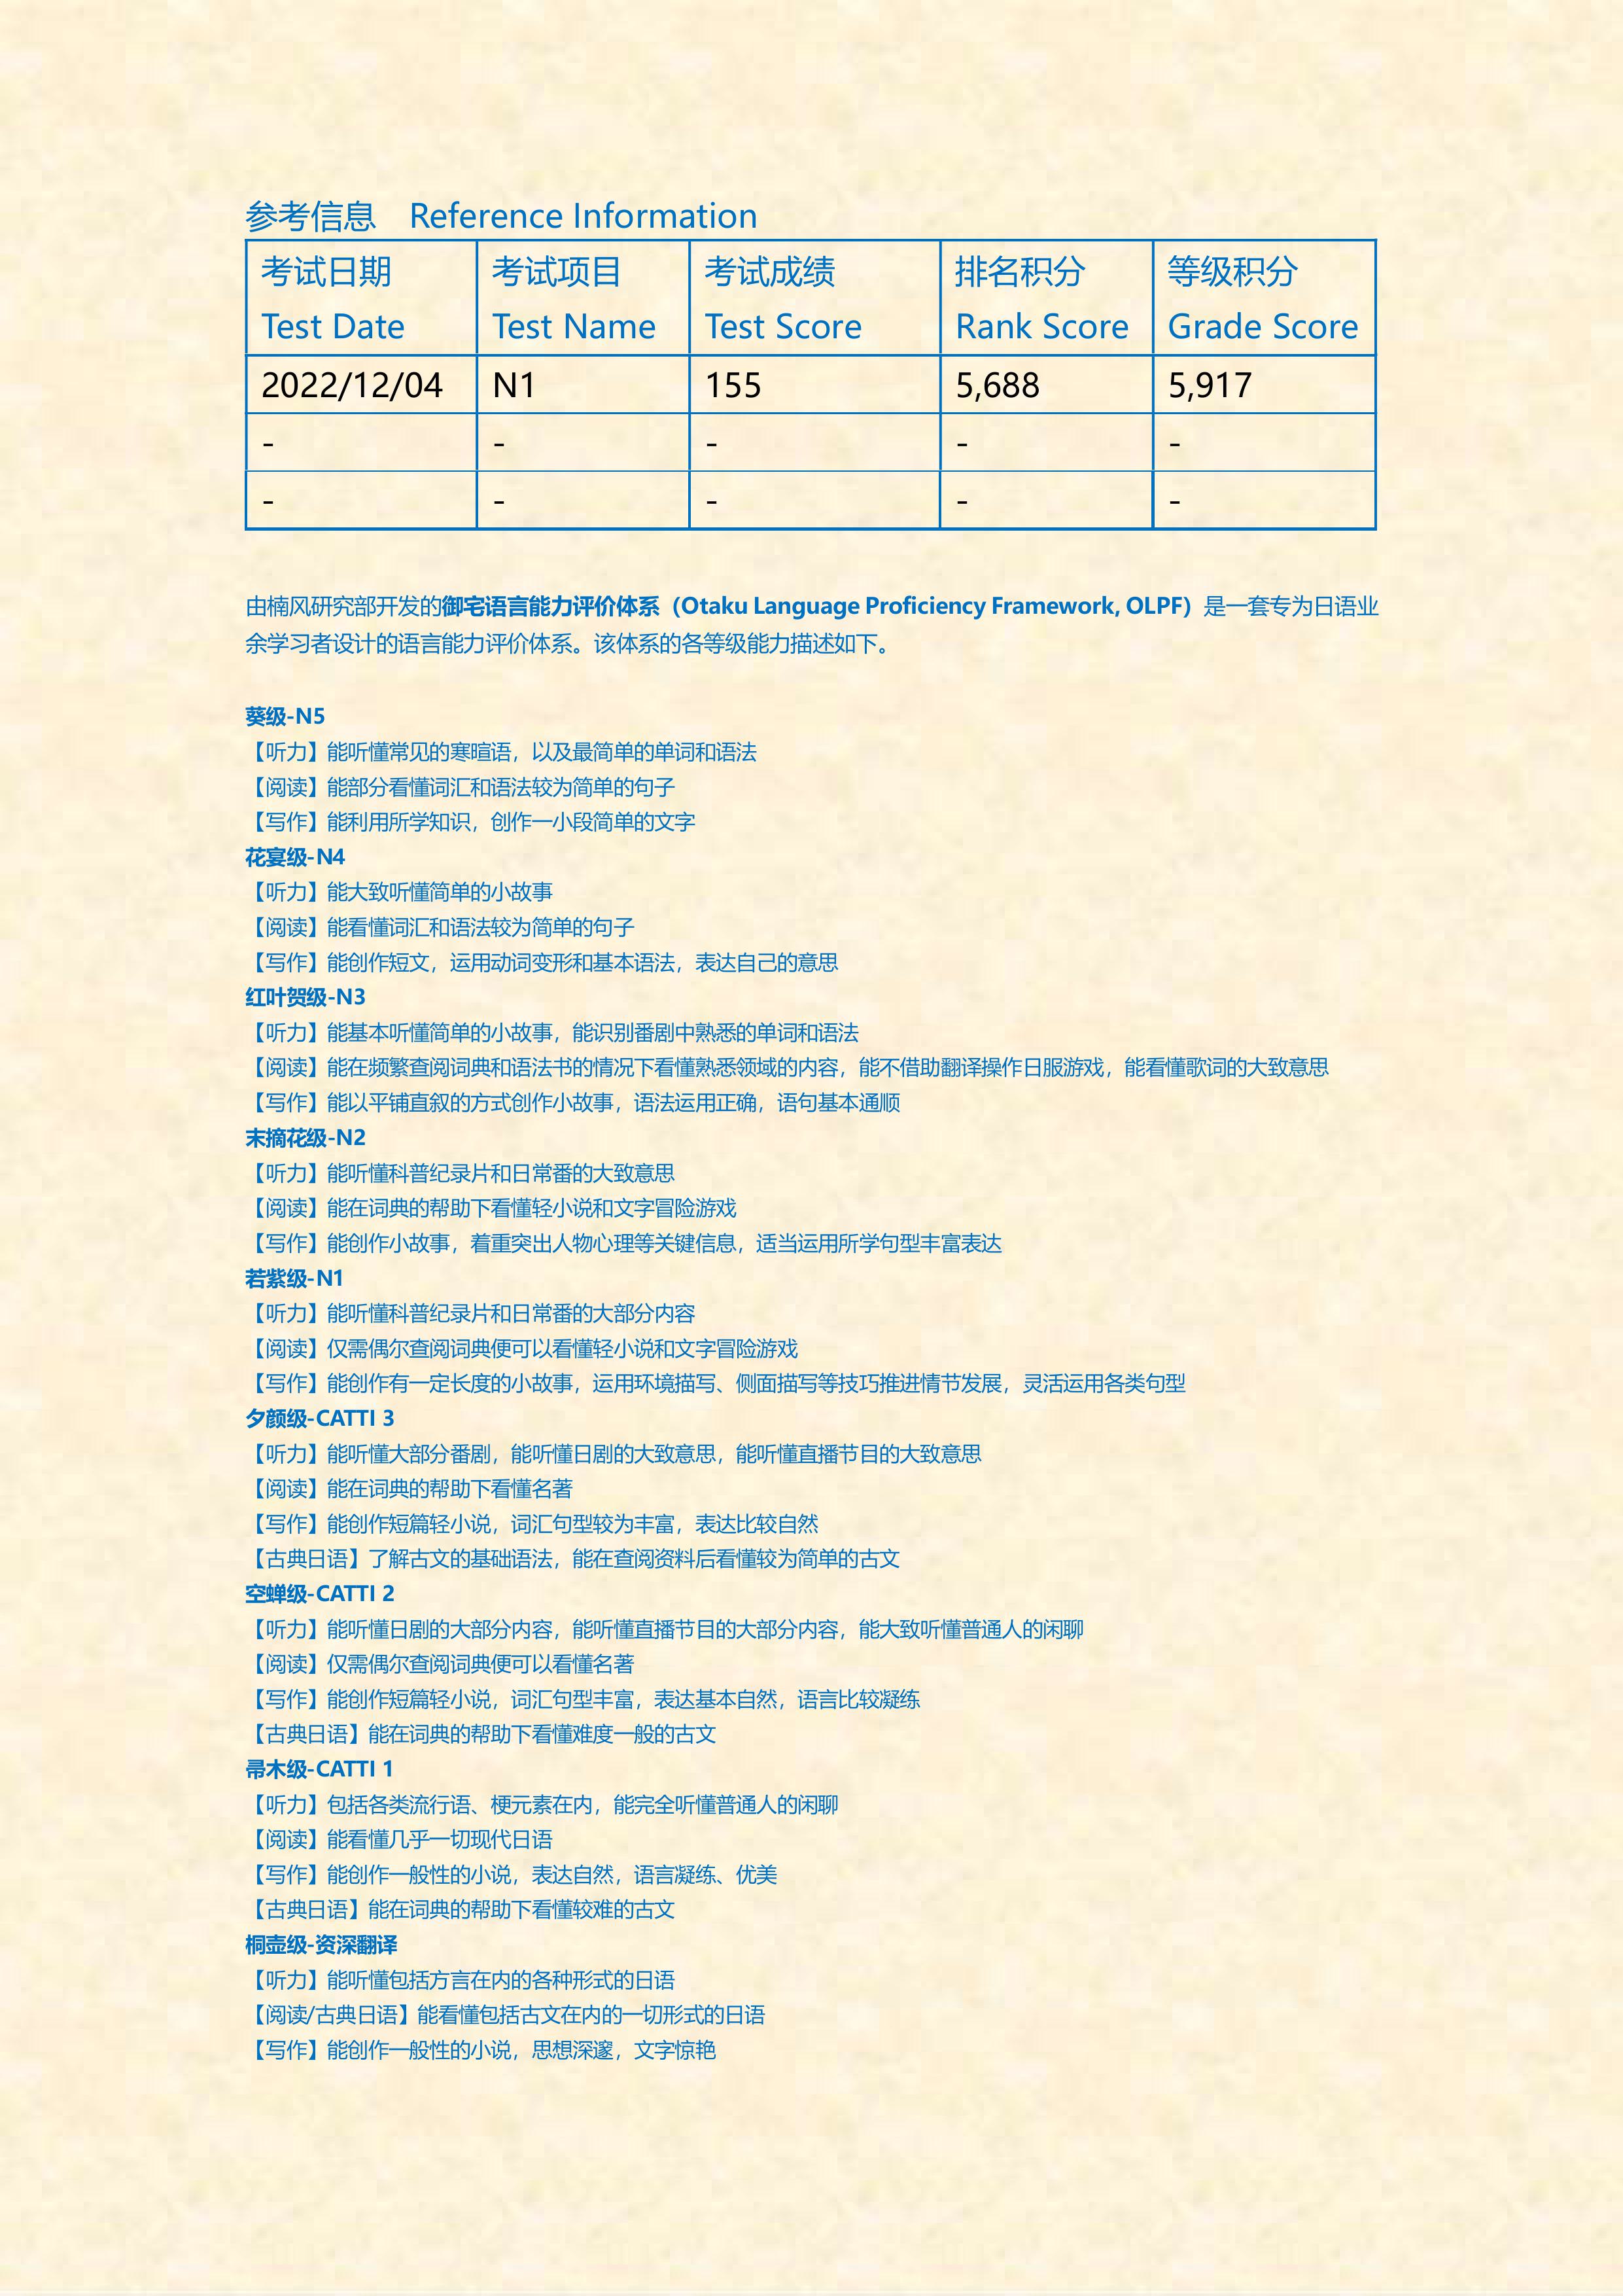 参考信息 Reference Information
考试日期 考试项目 考试成绩 排名积分 等级积分
Test Date Test Name Test Score Rank Score Grade Score
2022/12/04 N1 155 5,688 5,917
- - - - -
- - - - -
由楠风研究部开发的御宅语言能力评价体系（Otaku Language Proficiency Framework, OLPF）是一套专为日语业
余学习者设计的语言能力评价体系。该体系的各等级能力描述如下。
葵级-N5
【听力】能听懂常见的寒暄语，以及最简单的单词和语法
【阅读】能部分看懂词汇和语法较为简单的句子
【写作】能利用所学知识，创作一小段简单的文字
花宴级-N4
【听力】能大致听懂简单的小故事
【阅读】能看懂词汇和语法较为简单的句子
【写作】能创作短文，运用动词变形和基本语法，表达自己的意思
红叶贺级-N3
【听力】能基本听懂简单的小故事，能识别番剧中熟悉的单词和语法
【阅读】能在频繁查阅词典和语法书的情况下看懂熟悉领域的内容，能不借助翻译操作日服游戏，能看懂歌词的大致意思
【写作】能以平铺直叙的方式创作小故事，语法运用正确，语句基本通顺
末摘花级-N2
【听力】能听懂科普纪录片和日常番的大致意思
【阅读】能在词典的帮助下看懂轻小说和文字冒险游戏
【写作】能创作小故事，着重突出人物心理等关键信息，适当运用所学句型丰富表达
若紫级-N1
【听力】能听懂科普纪录片和日常番的大部分内容
【阅读】仅需偶尔查阅词典便可以看懂轻小说和文字冒险游戏
【写作】能创作有一定长度的小故事，运用环境描写、侧面描写等技巧推进情节发展，灵活运用各类句型
夕颜级-CATTI 3
【听力】能听懂大部分番剧，能听懂日剧的大致意思，能听懂直播节目的大致意思
【阅读】能在词典的帮助下看懂名著
【写作】能创作短篇轻小说，词汇句型较为丰富，表达比较自然
【古典日语】了解古文的基础语法，能在查阅资料后看懂较为简单的古文
空蝉级-CATTI 2
【听力】能听懂日剧的大部分内容，能听懂直播节目的大部分内容，能大致听懂普通人的闲聊
【阅读】仅需偶尔查阅词典便可以看懂名著
【写作】能创作短篇轻小说，词汇句型丰富，表达基本自然，语言比较凝练
【古典日语】能在词典的帮助下看懂难度一般的古文
帚木级-CATTI 1
【听力】包括各类流行语、梗元素在内，能完全听懂普通人的闲聊
【阅读】能看懂几乎一切现代日语
【写作】能创作一般性的小说，表达自然，语言凝练、优美
【古典日语】能在词典的帮助下看懂较难的古文
桐壶级-资深翻译
【听力】能听懂包括方言在内的各种形式的日语
【阅读/古典日语】能看懂包括古文在内的一切形式的日语
【写作】能创作一般性的小说，思想深邃，文字惊艳